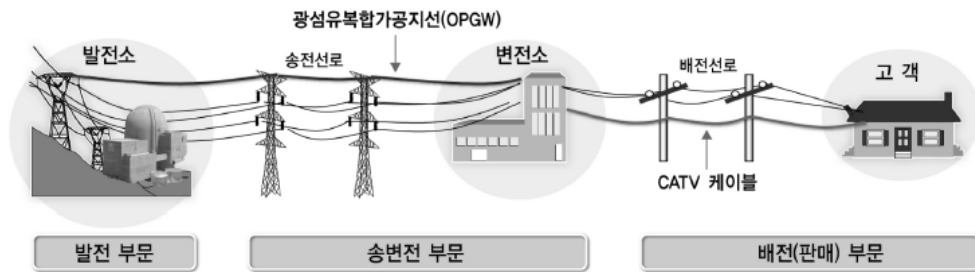 광섬유복합가공지선(OPGW)
발전소
송전선로
변전소
배전선로
고 객
CATV 케이블
발전 부문
송변전 부문
배전(판매) 부문